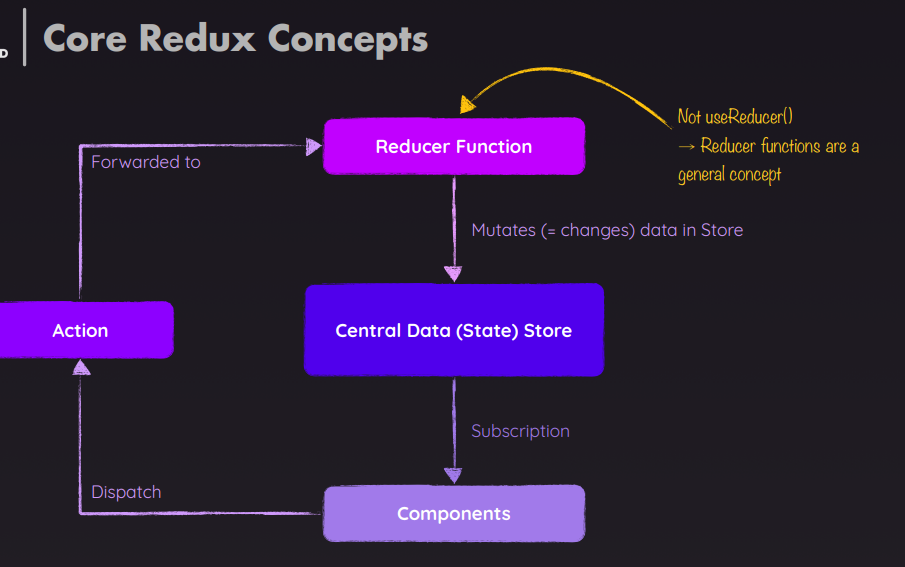 D
Core Redux Concepts
Not useReducer()
→ Reducer functions are a
general concept
Reducer Function
Forwarded to
Mutates (= changes) data in Store
Action
Central Data (State) Store
Subscription
Dispatch
Components